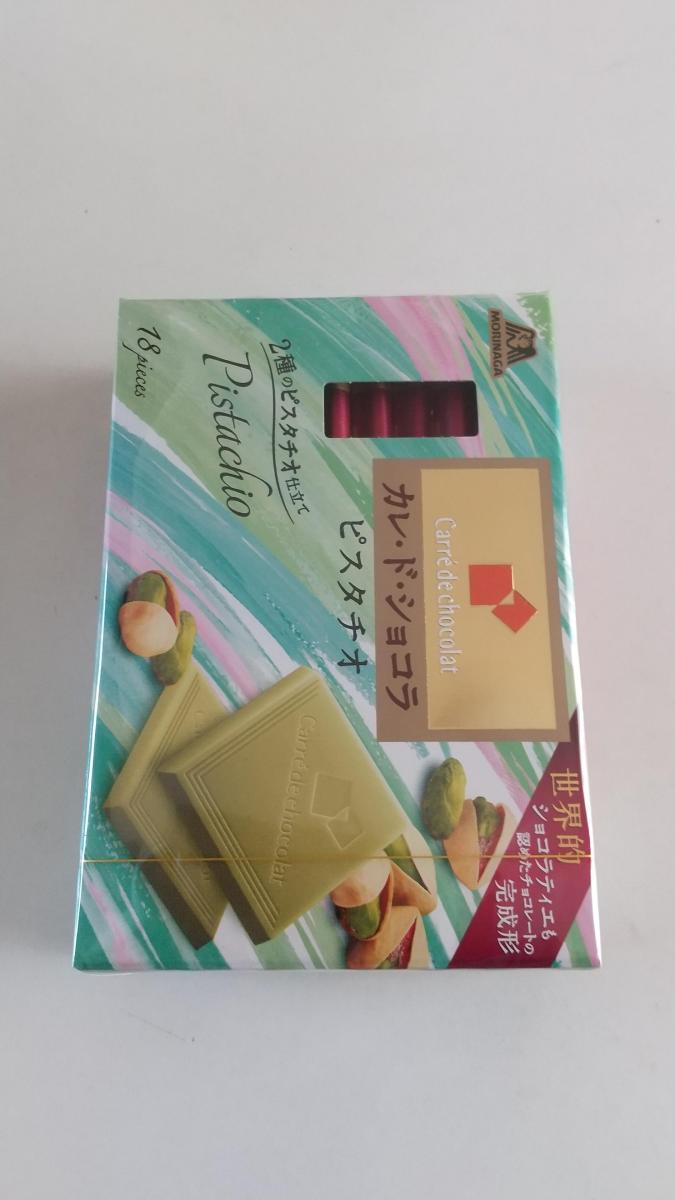 MORINAGA
世界的
ショコラティエも
認めたチョコレートの
完成形
Carré de chocolat
カレ・ド・ショコラ
ピスタチオ
2種のピスタチオ仕立て
Pistachio
18 pieces
Carré de chocolat